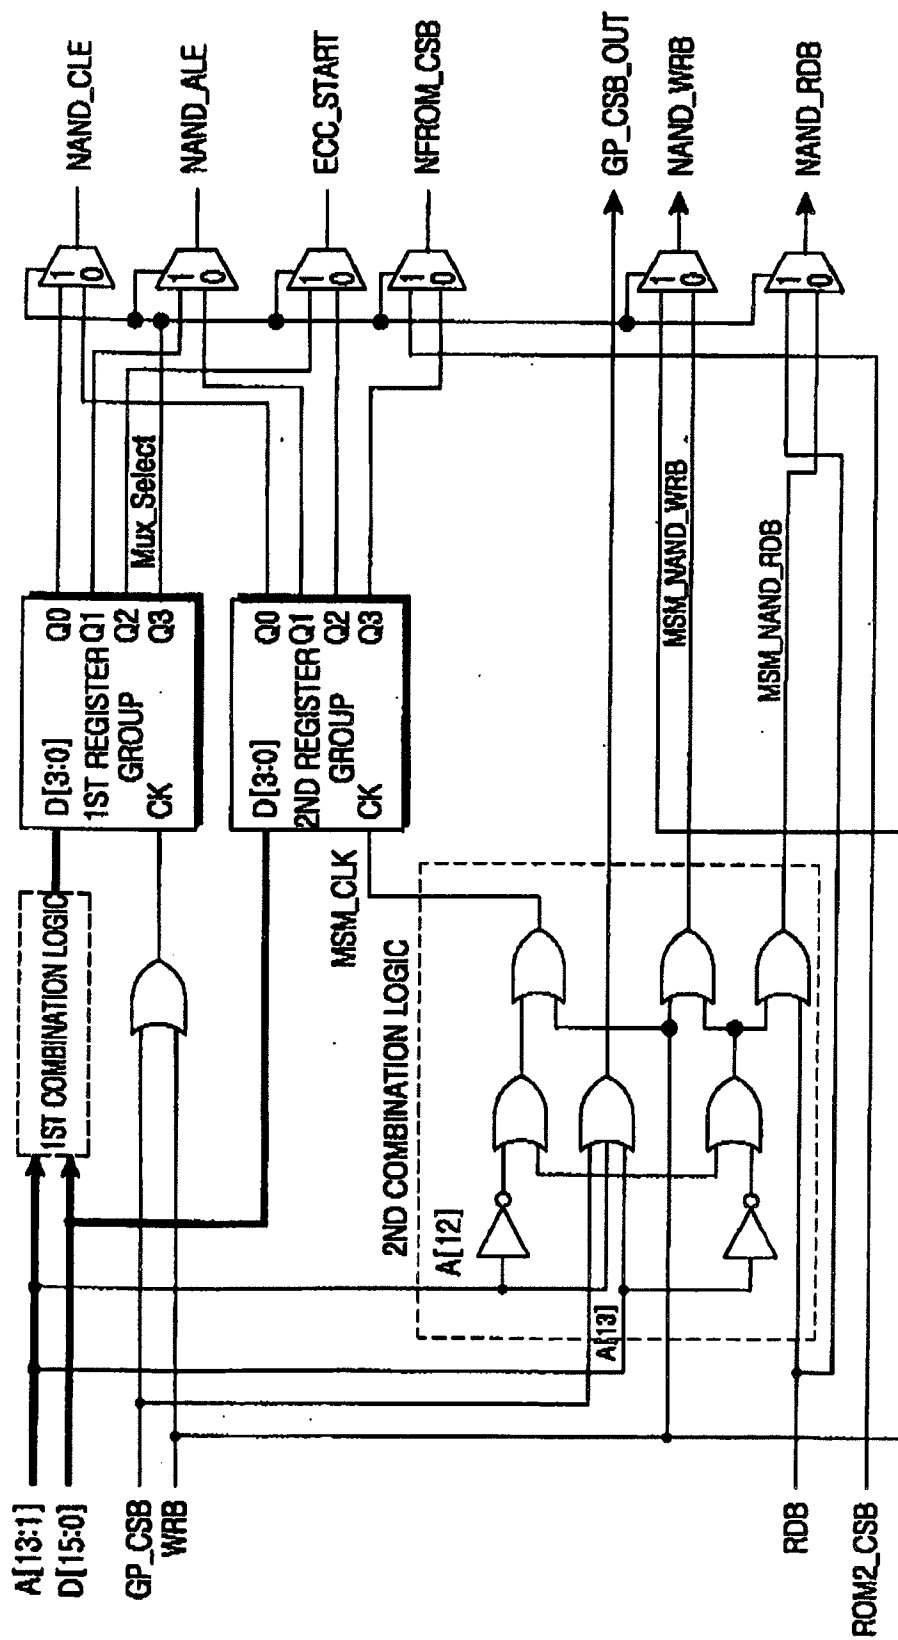 A[13:1]
D[15:0]
GP_CSB
WRB
RDB
ROM2_CSB
1ST COMBINATION LOGIC
2ND COMBINATION LOGIC
A[12]
A[13]
MSM_CLK
D[3:0]
Q0
1ST REGISTER
GROUP
Q1
Q2
CK
Q3
D[3:0]
Q0
2ND REGISTER
GROUP
Q1
Q2
CK
Q3
Mux_Select
MSM_NAND_WRB
MSM_NAND_RDB
1
0
1
0
1
0
1
0
1
0
1
0
NAND_CLE
NAND_ALE
ECC_START
NFROM_CSB
GP_CSB_OUT
NAND_WRB
NAND_RDB